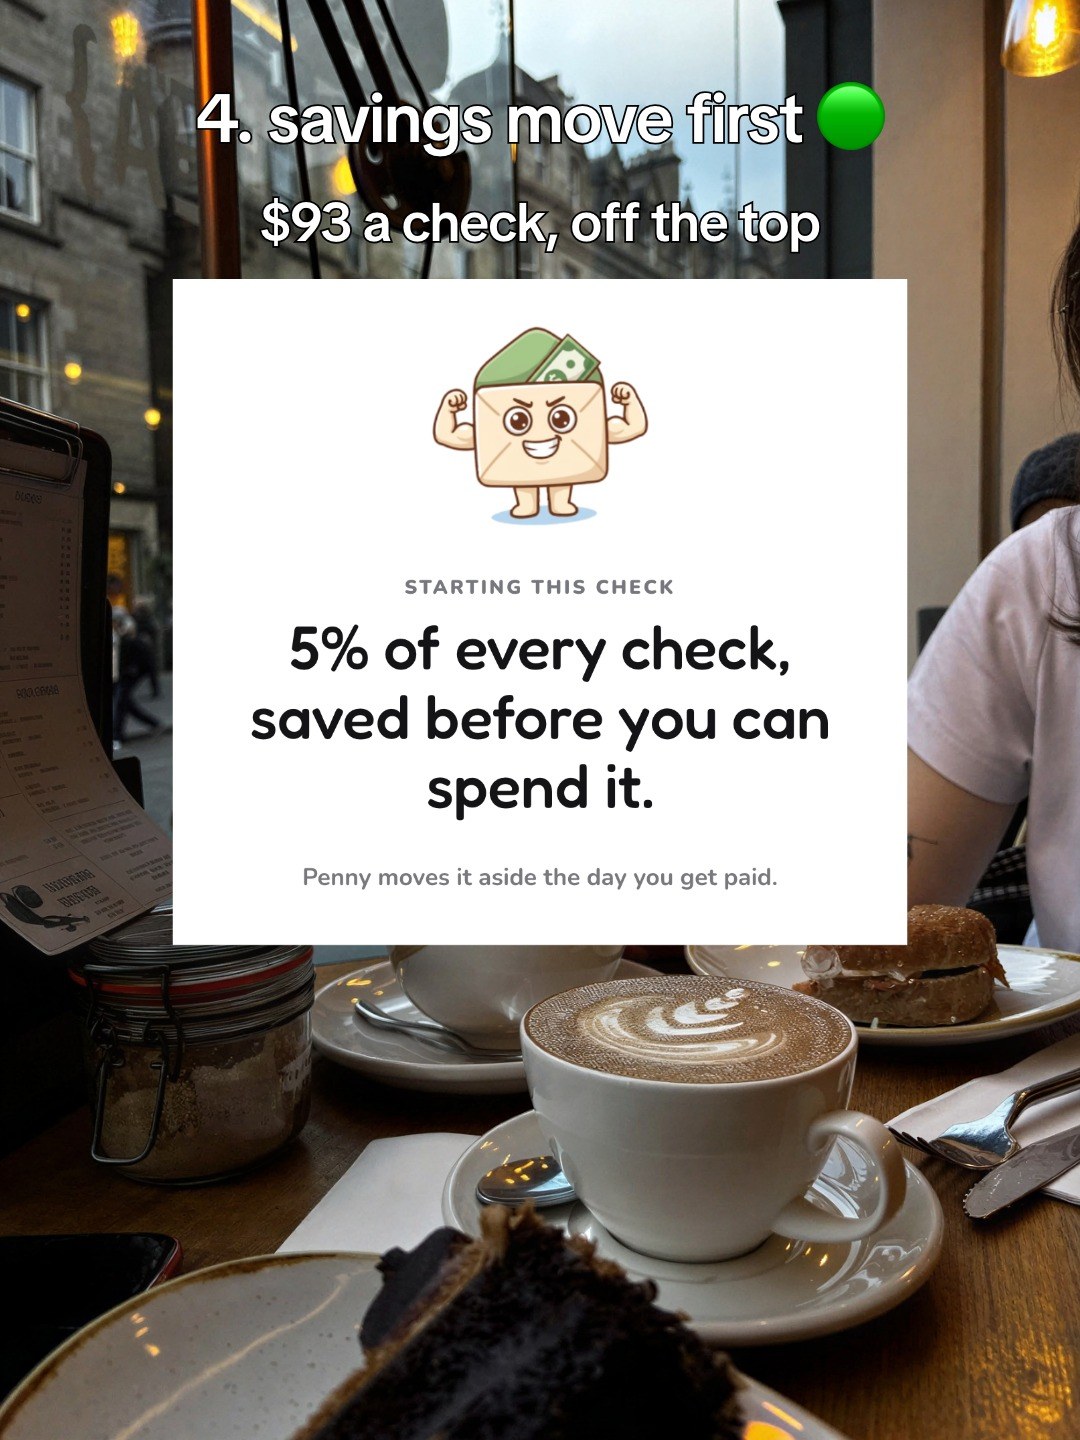 4. savings move first 🟢
$93 a check, off the top
STARTING THIS CHECK
5% of every check,
saved before you can
spend it.
Penny moves it aside the day you get paid.